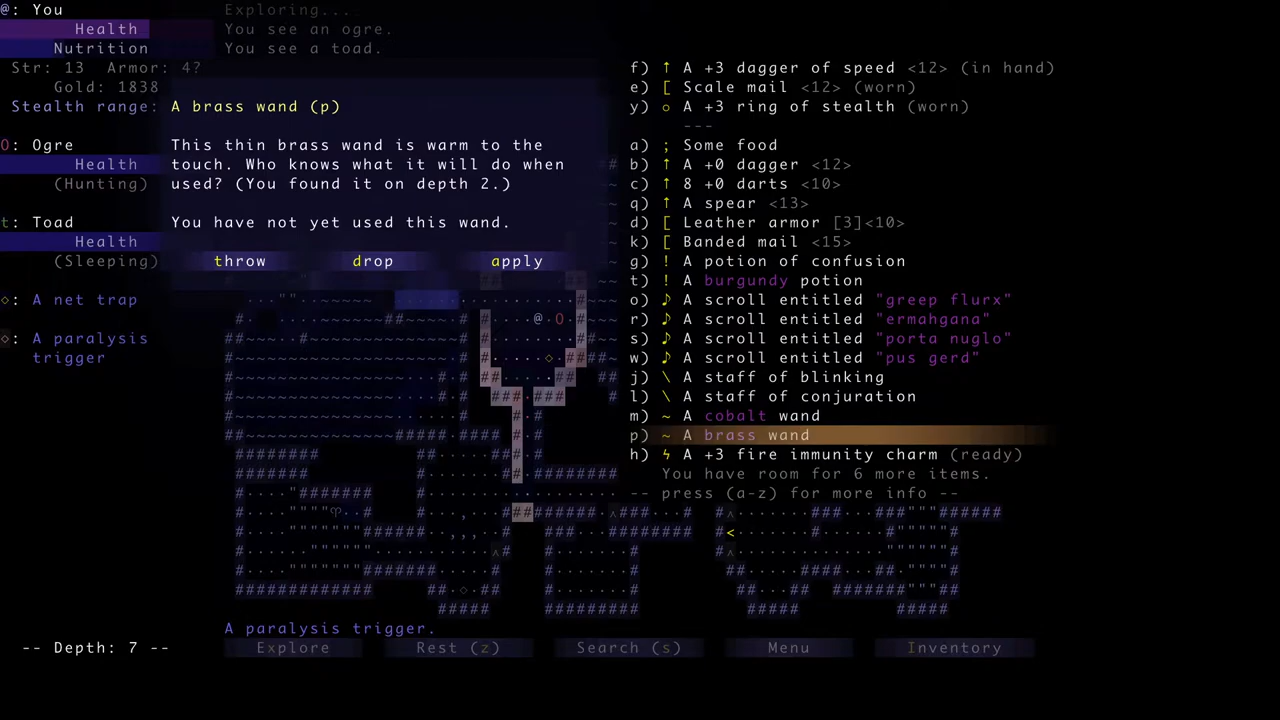 @: You
Exploring...
Health
You see an ogre.
Nutrition
You see a toad.
Str: 13 Armor: 4?
Gold: 1838
Stealth range:
A brass wand (p)
This thin brass wand is warm to the
touch. Who knows what it will do when
used? (You found it on depth 2.)
You have not yet used this wand.
throw drop apply
O: Ogre
Health
(Hunting)
t: Toad
Health
(Sleeping)
◇: A net trap
◇: A paralysis
trigger
f) ↑ A +3 dagger of speed <12> (in hand)
e) [ Scale mail <12> (worn)
y) ○ A +3 ring of stealth (worn)
---
a) ; Some food
b) ↑ A +0 dagger <12>
c) ↑ 8 +0 darts <10>
q) ↑ A spear <13>
d) [ Leather armor [3]<10>
k) [ Banded mail <15>
g) ! A potion of confusion
t) ! A burgundy potion
o) ♪ A scroll entitled "greep flurx"
r) ♪ A scroll entitled "ermahgana"
s) ♪ A scroll entitled "porta nuglo"
w) ♪ A scroll entitled "pus gerd"
j) \ A staff of blinking
l) \ A staff of conjuration
m) ~ A cobalt wand
p) ~ A brass wand
h) ϟ A +3 fire immunity charm (ready)
You have room for 6 more items.
-- press (a-z) for more info --
A paralysis trigger.
-- Depth: 7 --
Explore Rest (z) Search (s) Menu Inventory